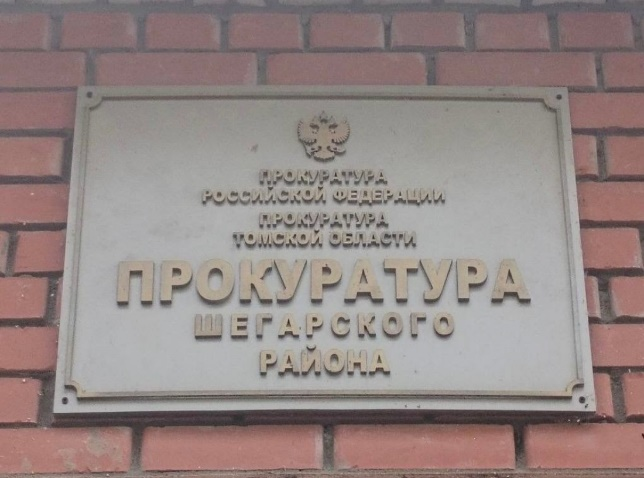 ПРОКУРАТУРА
РОССИЙСКОЙ ФЕДЕРАЦИИ
ПРОКУРАТУРА
ТОМСКОЙ ОБЛАСТИ
ПРОКУРАТУРА
ШЕГАРСКОГО
РАЙОНА